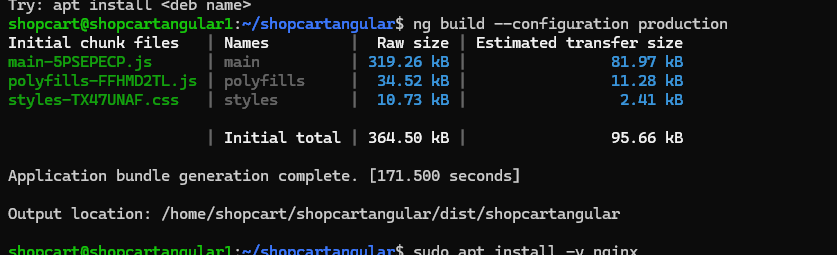 Try: apt install <deb name>
shopcart@shopcartangular1:~/shopcartangular$ ng build --configuration production
Initial chunk files | Names | Raw size | Estimated transfer size
main-5PSEPECP.js | main | 319.26 kB | 81.97 kB
polyfills-FFHMD2TL.js | polyfills | 34.52 kB | 11.28 kB
styles-TX47UNAF.css | styles | 10.73 kB | 2.41 kB
| Initial total | 364.50 kB | 95.66 kB
Application bundle generation complete. [171.500 seconds]
Output location: /home/shopcart/shopcartangular/dist/shopcartangular
shopcart@shopcartangular1:~/shopcartangular$ sudo apt install -y nginx